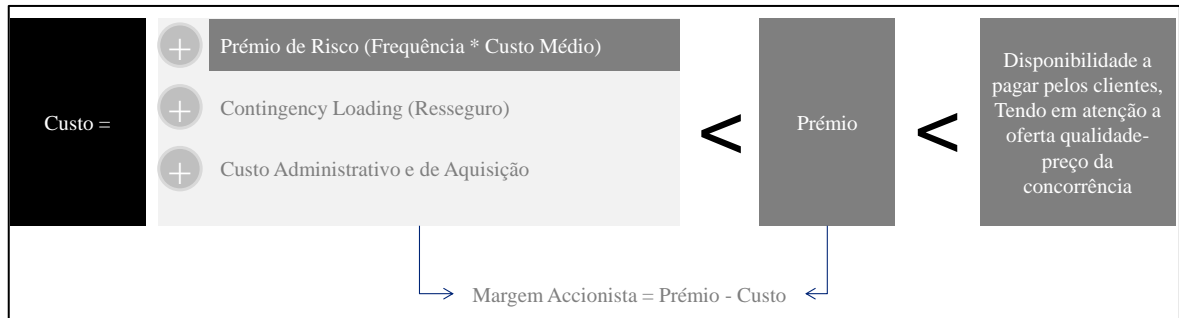 Custo =
+ Prémio de Risco (Frequência * Custo Médio)
+ Contingency Loading (Resseguro)
+ Custo Administrativo e de Aquisição
<
Prémio
<
Disponibilidade a
pagar pelos clientes,
Tendo em atenção a
oferta qualidade-
preço da
concorrência
Margem Accionista = Prémio - Custo